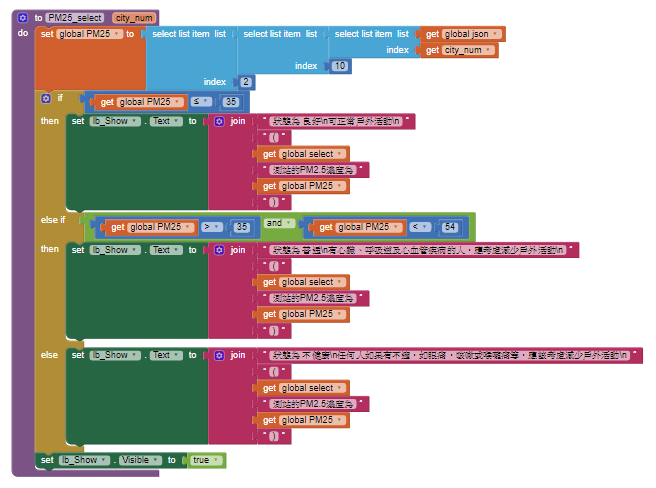 to PM25_select city_num
do set global PM25 to select list item list select list item list select list item list get global json
index get city_num
index 10
index 2
if get global PM25 ≤ 35
then set lb_Show . Text to join " 狀態為 良好\n可正常戶外活動\n "
" ( "
get global select
" 測站的PM2.5濃度為 "
get global PM25
" ) "
else if get global PM25 > 35 and get global PM25 < 54
then set lb_Show . Text to join " 狀態為 普通\n有心臟、呼吸道及心血管疾病的人，應考慮減少戶外活動\n "
" ( "
get global select
" 測站的PM2.5濃度為 "
get global PM25
" ) "
else set lb_Show . Text to join " 狀態為 不健康\n任何人如果有不適，如眼痛，咳嗽或喉嚨痛等，應該考慮減少戶外活動\n "
" ( "
get global select
" 測站的PM2.5濃度為 "
get global PM25
" ) "
set lb_Show . Visible to true